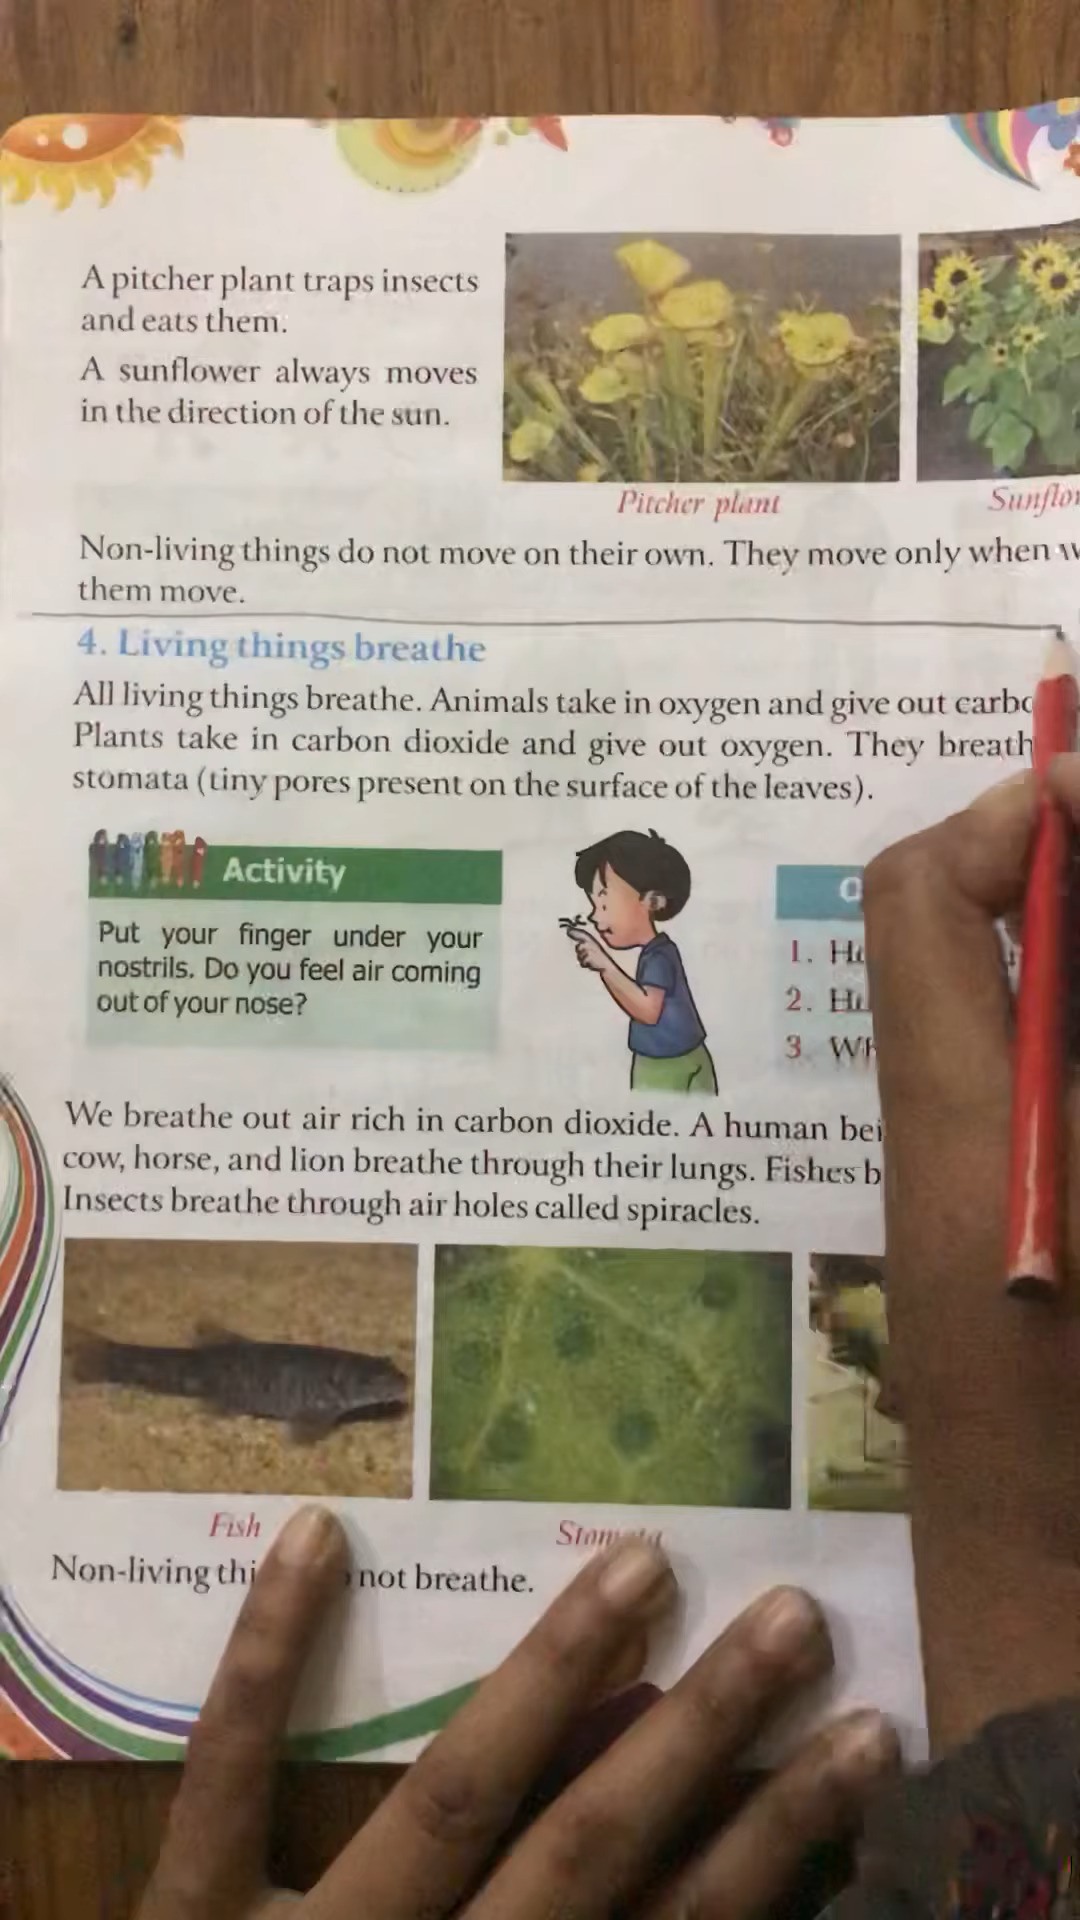 A pitcher plant traps insects
and eats them.
A sunflower always moves
in the direction of the sun.
Pitcher plant
Non-living things do not move on their own. They move only when
them move.
4. Living things breathe
All living things breathe. Animals take in oxygen and give out
Plants take in carbon dioxide and give out oxygen. They
stomata (tiny pores present on the surface of the leaves).
Activity
Put your finger under your
nostrils. Do you feel air coming
out of your nose?
1.
2.
3.
We breathe out air rich in carbon dioxide. A human
cow, horse, and lion breathe through their lungs. Fishes
Insects breathe through air holes called spiracles.
Fish
Stomata
Non-living not breathe.